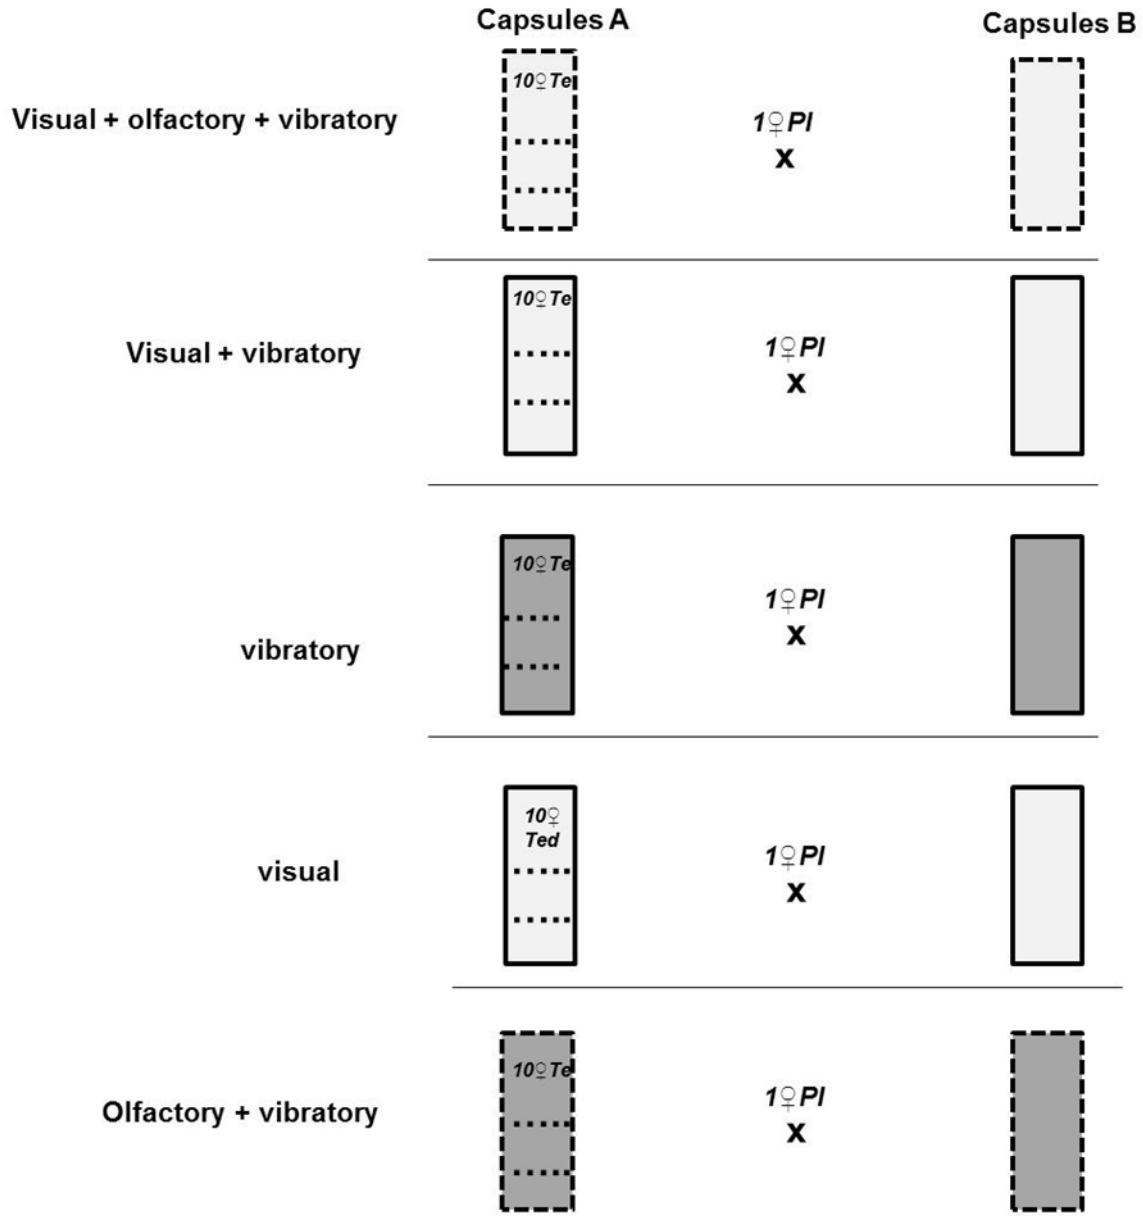 Capsules A
Capsules B
10♀Te
Visual + olfactory + vibratory
1♀Pl
x
10♀Te
Visual + vibratory
1♀Pl
x
10♀Te
1♀Pl
x
vibratory
10♀
Ted
1♀Pl
visual
x
10♀Te
1♀Pl
Olfactory + vibratory
x